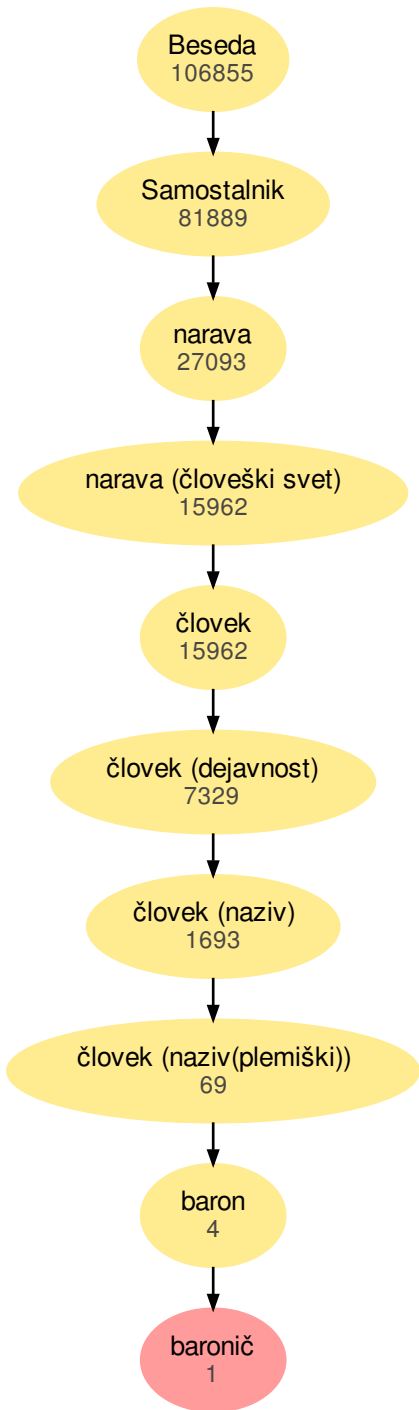 Beseda
106855
Samostalnik
81889
narava
27093
narava (človeški svet)
15962
človek
15962
človek (dejavnost)
7329
človek (naziv)
1693
človek (naziv(plemiški))
69
baron
4
baronič
1